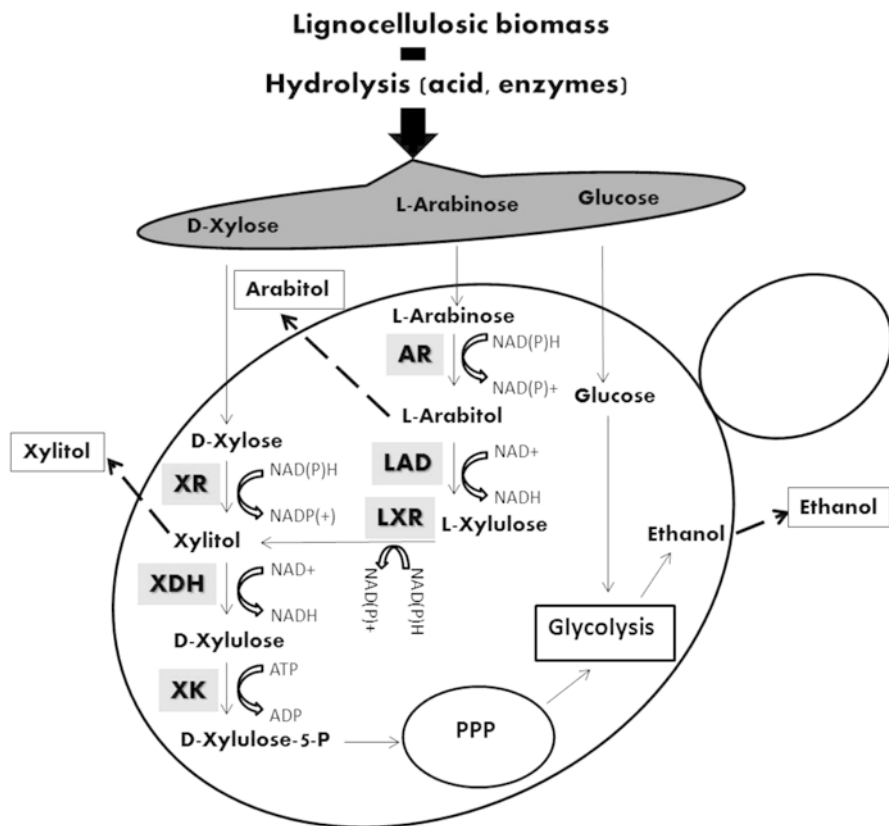 Lignocellulosic biomass
Hydrolysis (acid, enzymes)
D-Xylose
L-Arabinose
Glucose
Arabitol
L-Arabinose
AR
NAD(P)H
NAD(P)+
Glucose
L-Arabitol
Xylitol
D-Xylose
XR
NAD(P)H
NADP(+)
LAD
NAD+
NADH
LXR
L-Xylulose
Xylitol
NAD(P)+
NAD(P)H
Ethanol
Ethanol
XDH
NAD+
NADH
D-Xylulose
Glycolysis
XK
ATP
ADP
D-Xylulose-5-P
PPP